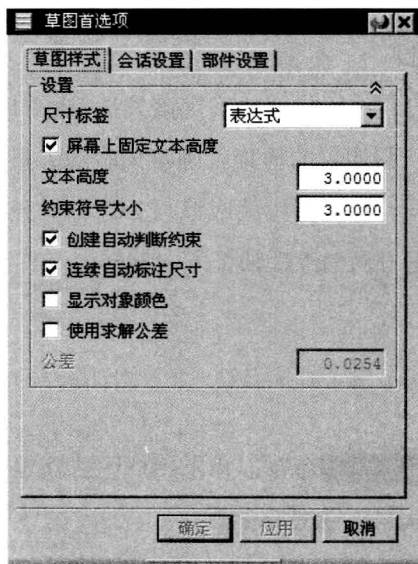 草图首选项
草图样式 会话设置 部件设置
设置
尺寸标签 表达式
屏幕上固定文本高度
文本高度 3.0000
约束符号大小 3.0000
创建自动判断约束
连续自动标注尺寸
显示对象颜色
使用求解公差
公差 0.0254
确定 应用 取消